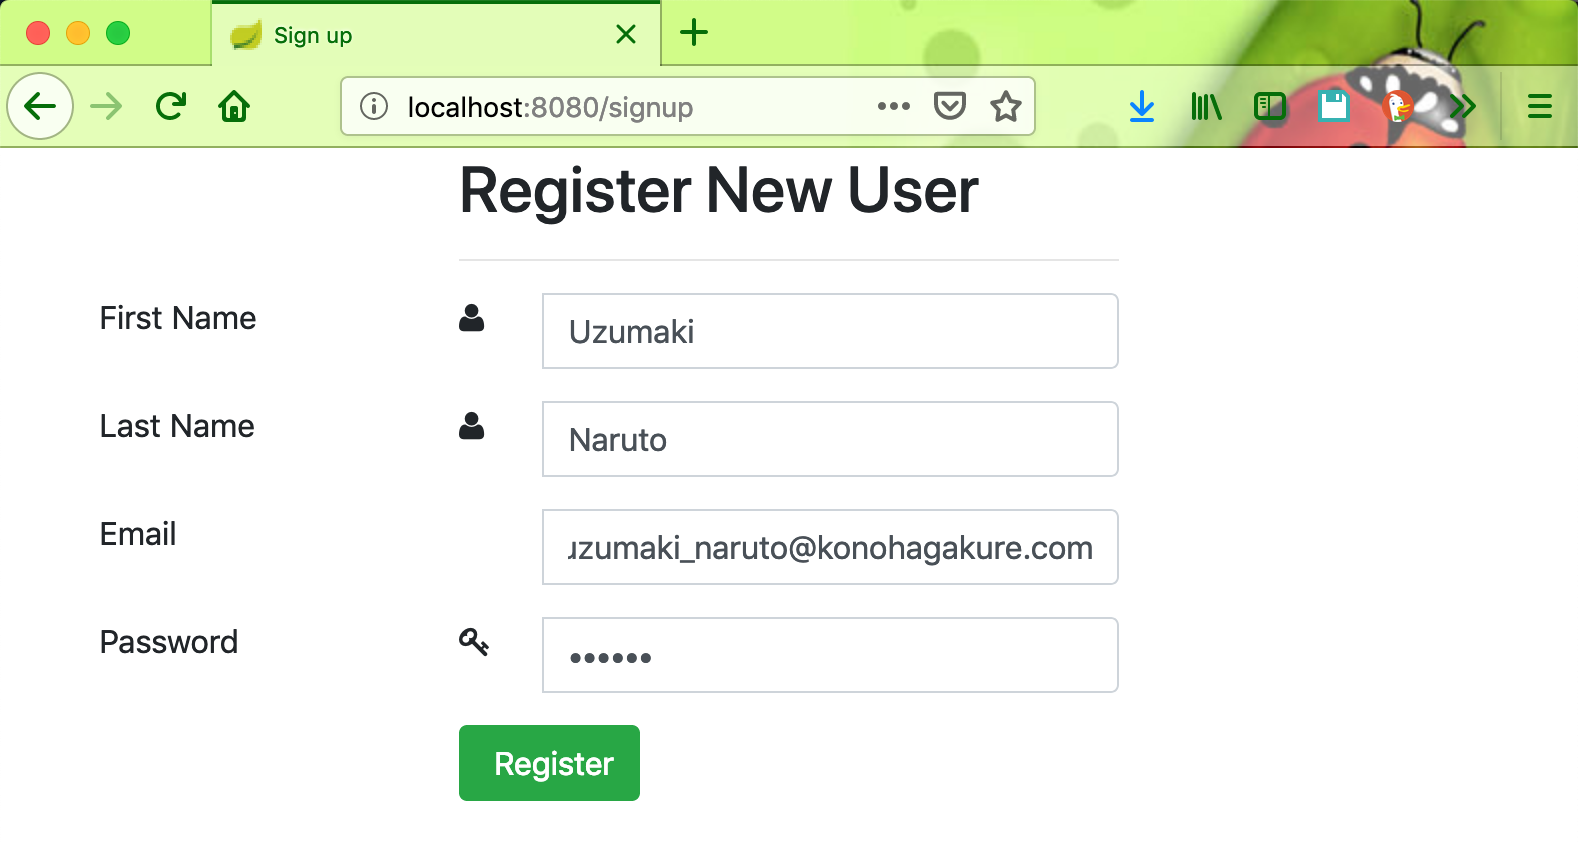 Sign up
localhost:8080/signup
Register New User
First Name
Uzumaki
Last Name
Naruto
Email
uzumaki_naruto@konohagakure.com
Password
••••••
Register